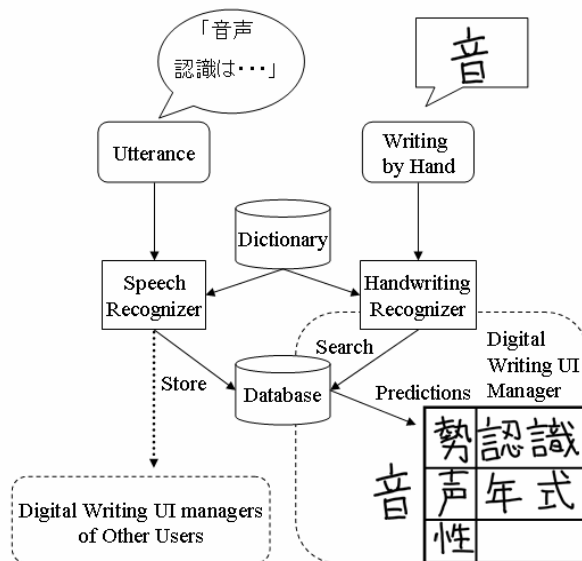 「音声
認識は・・・」
音
Utterance
Writing
by Hand
Dictionary
Speech
Recognizer
Handwriting
Recognizer
Search
Digital
Writing UI
Manager
Store
Database
Predictions
音
勢 認識
声 年式
性
Digital Writing UI managers
of Other Users